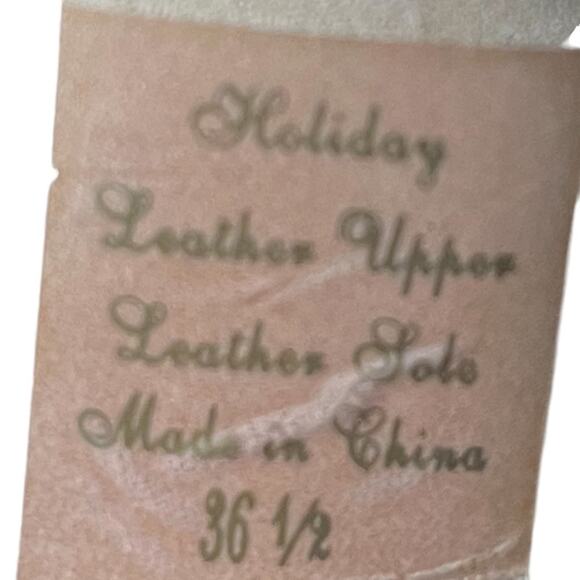 Holiday
Leather Upper
Leather Sole
Made in China
36 1/2